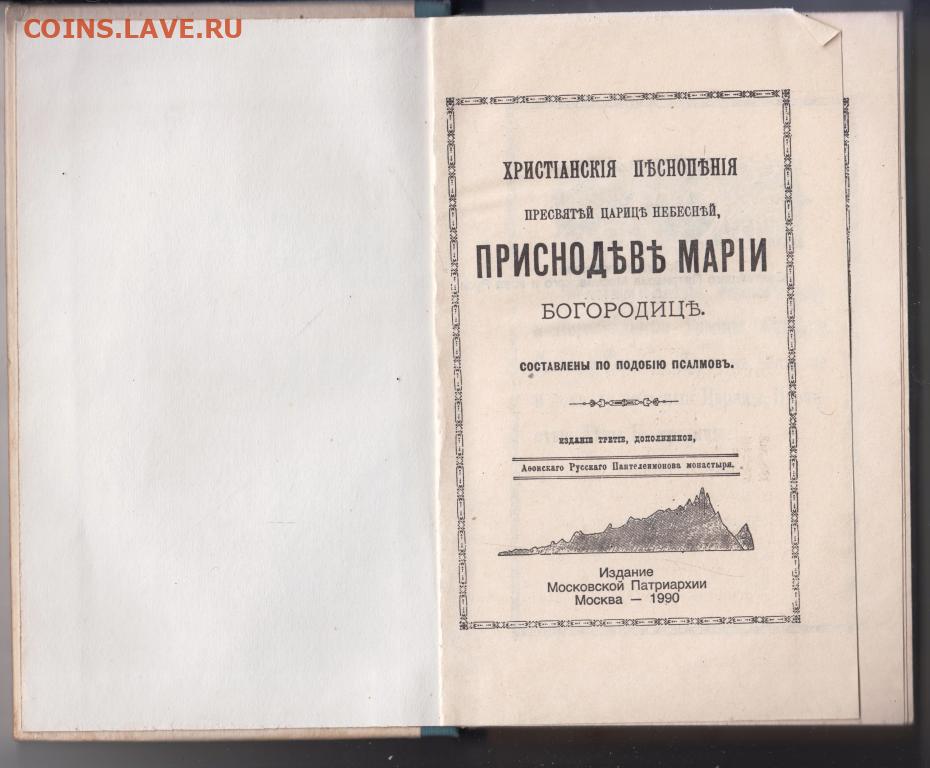 COINS.LAVE.RU
ХРИСТІАНСКІЯ ПѢСНОПѢНІЯ
ПРЕСВЯТѢЙ ЦАРИЦѢ НЕБЕСНѢЙ,
ПРИСНОДѢВѢ МАРІИ
БОГОРОДИЦѢ.
СОСТАВЛЕНЫ ПО ПОДОБІЮ ПСАЛМОВЪ.
ИЗДАНІЕ ТРЕТІЕ, ДОПОЛНЕННОЕ,
Аѳонскаго Русскаго Пантелеимонова монастыря.
Издание
Московской Патриархии
Москва — 1990